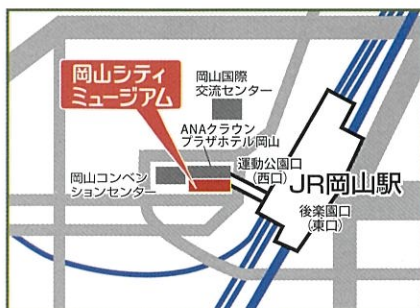 岡山シティ
ミュージアム
岡山国際
交流センター
ANAクラウン
プラザホテル岡山
運動公園口
(西口)
岡山コンベン
ションセンター
JR岡山駅
後楽園口
(東口)